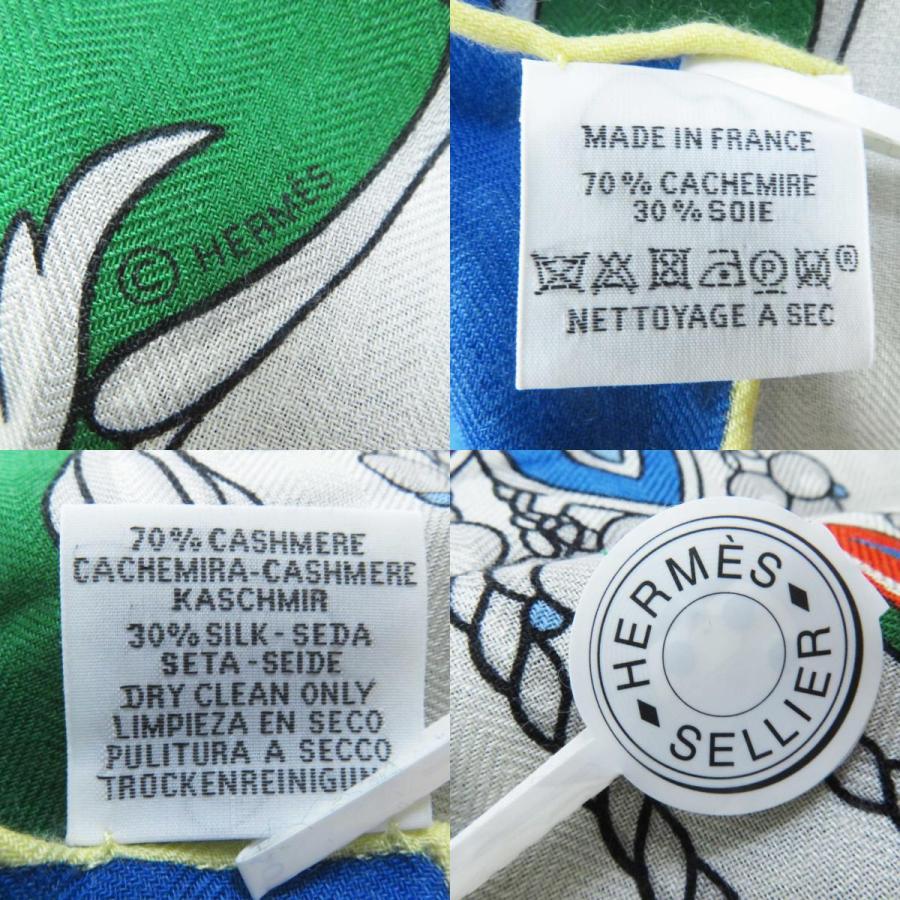 © HERMÈS
MADE IN FRANCE
70% CACHEMIRE
30% SOIE
P ®
NETTOYAGE A SEC
70% CASHMERE
CACHEMIRA-CASHMERE
KASCHMIR
30% SILK - SEDA
SETA - SEIDE
DRY CLEAN ONLY
LIMPIEZA EN SECO
PULITURA A SECCO
TROCKENREINIGUN
HERMÈS
SELLIER